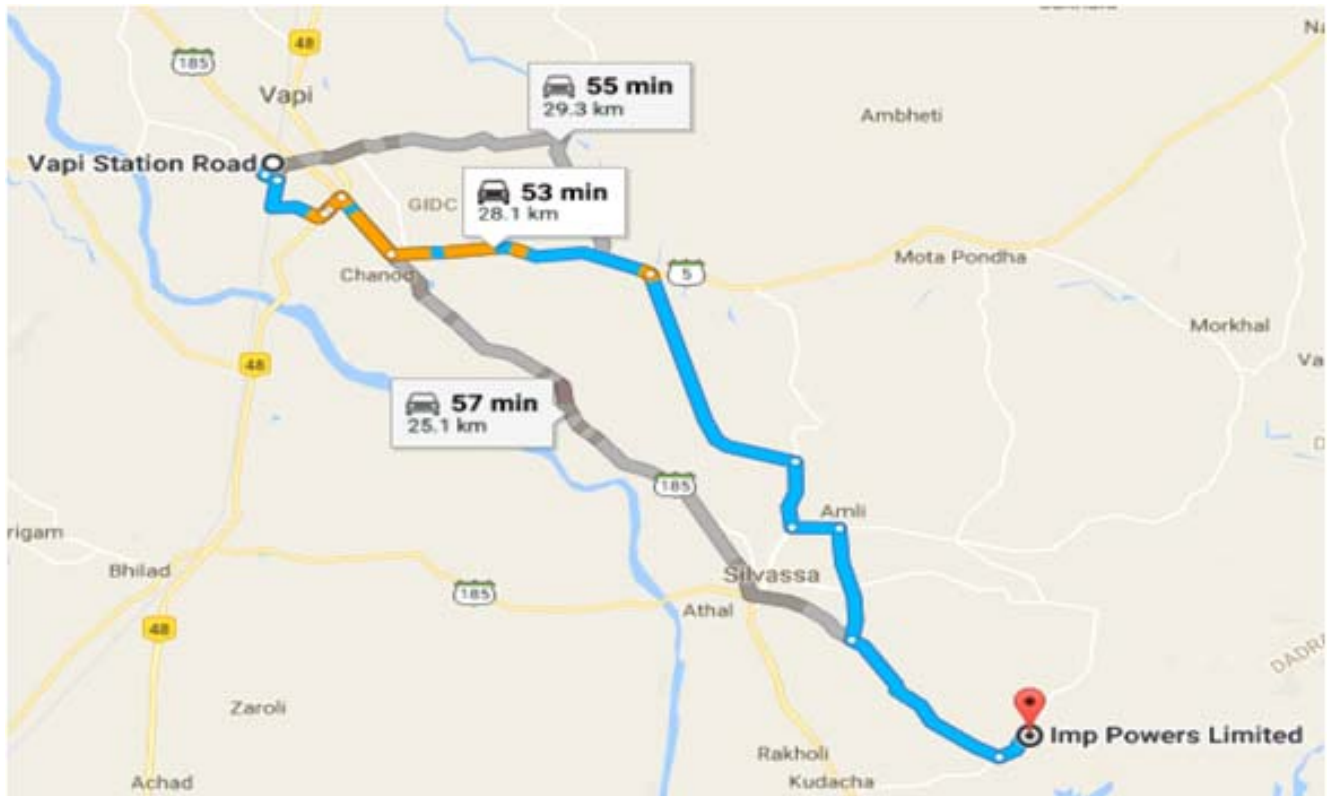 Na
48
185
Vapi
55 min
29.3 km
Ambheti
Vapi Station Road
53 min
28.1 km
GIDC
Chanod
5
Mota Pondha
Morkhal
48
Va
57 min
25.1 km
185
Amli
rigam
Bhilad
Silvassa
185
Athal
48
DADRA
Zaroli
Imp Powers Limited
Rakholi
Kudacha
Achad